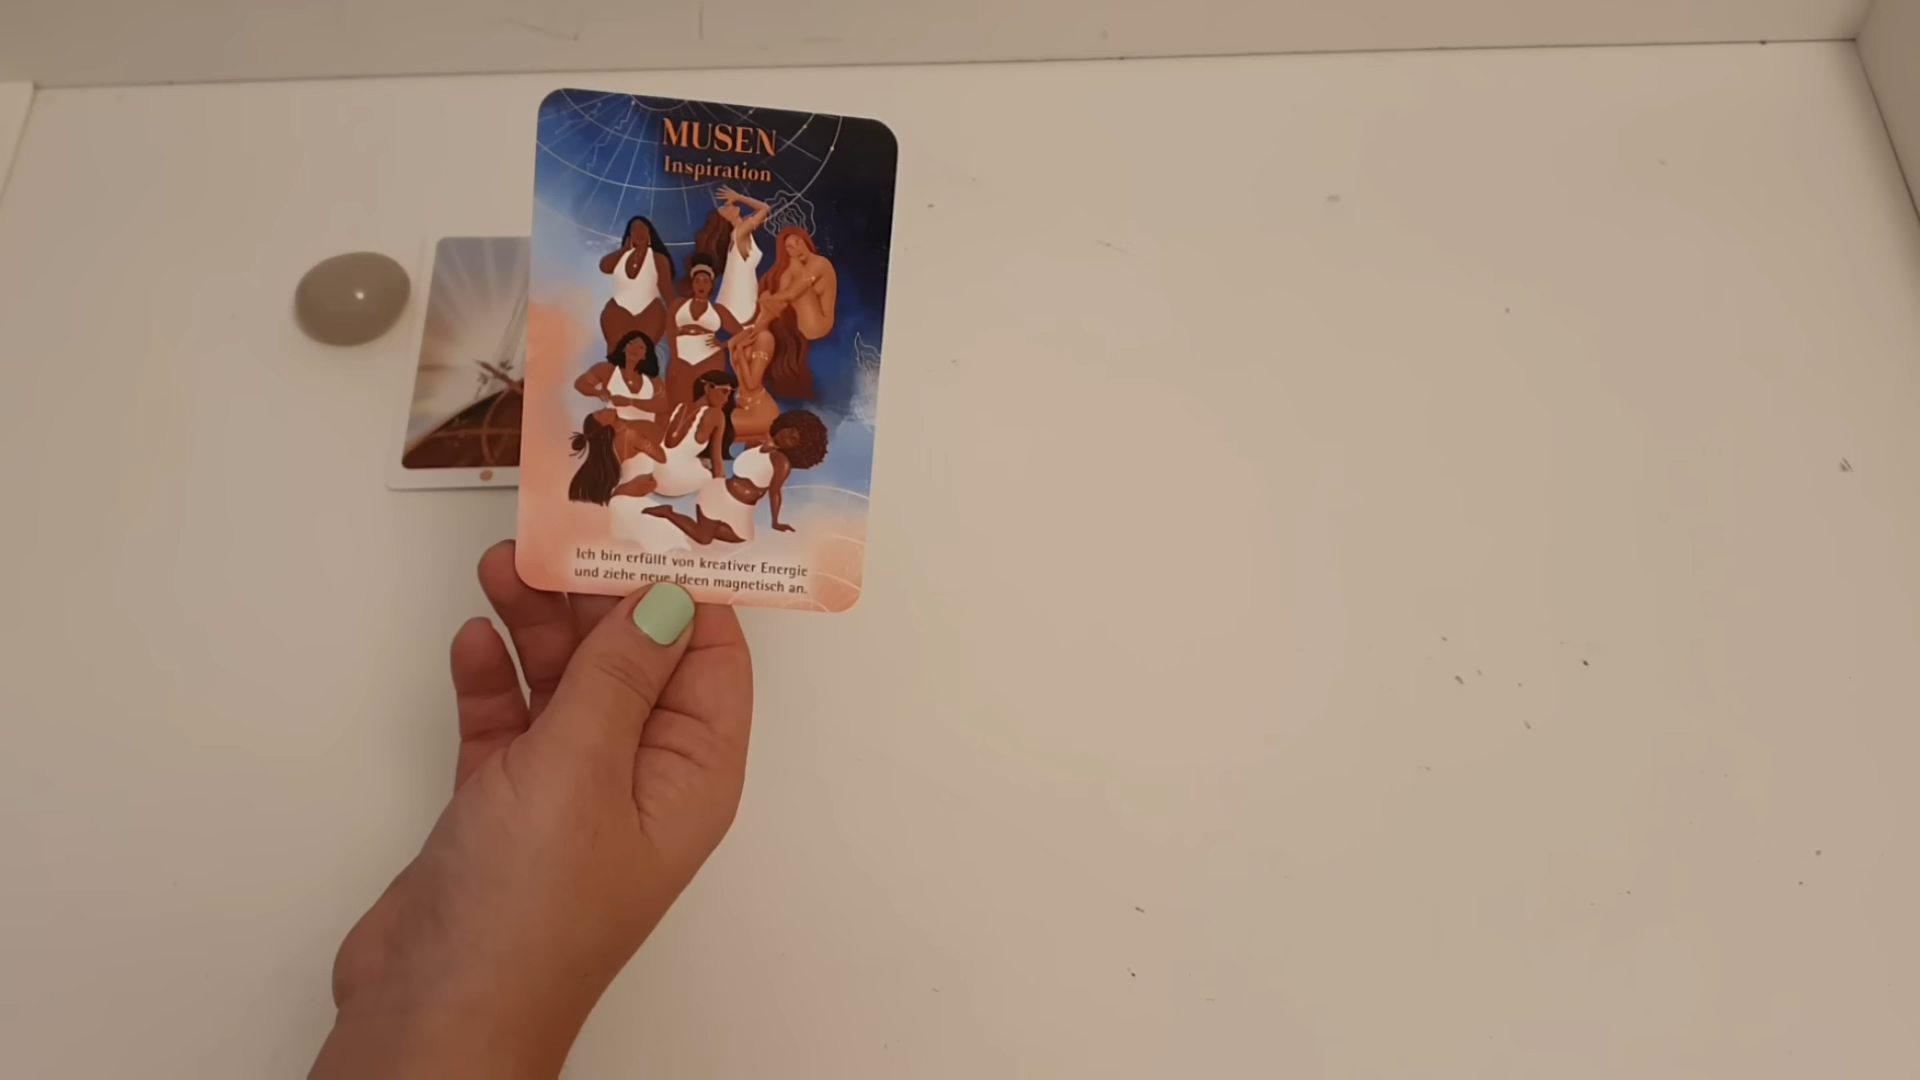 MUSEN
Inspiration
Ich bin erfüllt von kreativer Energie
und ziehe neue Ideen magnetisch an.